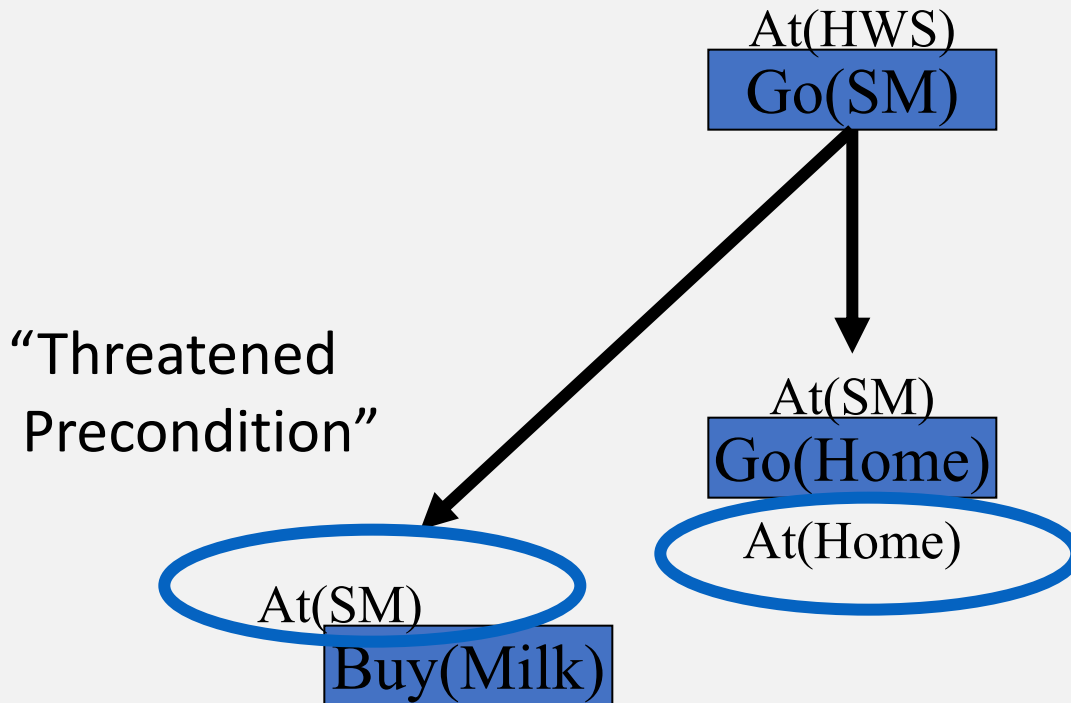 At(HWS)
Go(SM)
“Threatened
Precondition”
At(SM)
Go(Home)
At(Home)
At(SM)
Buy(Milk)